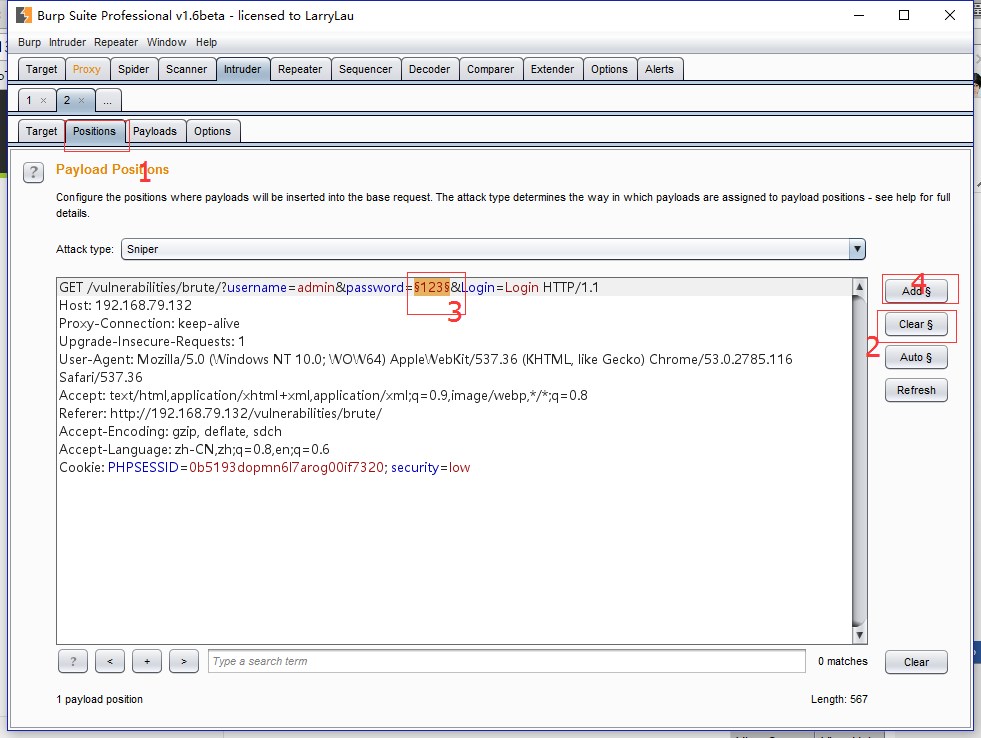 Burp Suite Professional v1.6beta - licensed to LarryLau
Burp Intruder Repeater Window Help
Target Proxy Spider Scanner Intruder Repeater Sequencer Decoder Comparer Extender Options Alerts
1 × 2 × ...
Target Positions Payloads Options
1
? Payload Positions
Configure the positions where payloads will be inserted into the base request. The attack type determines the way in which payloads are assigned to payload positions - see help for full
details.
Attack type: Sniper
GET /vulnerabilities/brute/?username=admin&password=§123§&Login=Login HTTP/1.1
Host: 192.168.79.132
Proxy-Connection: keep-alive
Upgrade-Insecure-Requests: 1
User-Agent: Mozilla/5.0 (Windows NT 10.0; WOW64) AppleWebKit/537.36 (KHTML, like Gecko) Chrome/53.0.2785.116
Safari/537.36
Accept: text/html,application/xhtml+xml,application/xml;q=0.9,image/webp,*/*;q=0.8
Referer: http://192.168.79.132/vulnerabilities/brute/
Accept-Encoding: gzip, deflate, sdch
Accept-Language: zh-CN,zh;q=0.8,en;q=0.6
Cookie: PHPSESSID=0b5193dopmn6l7arog00if7320; security=low
3
4
Add §
Clear §
2
Auto §
Refresh
? < + > Type a search term 0 matches Clear
1 payload position Length: 567